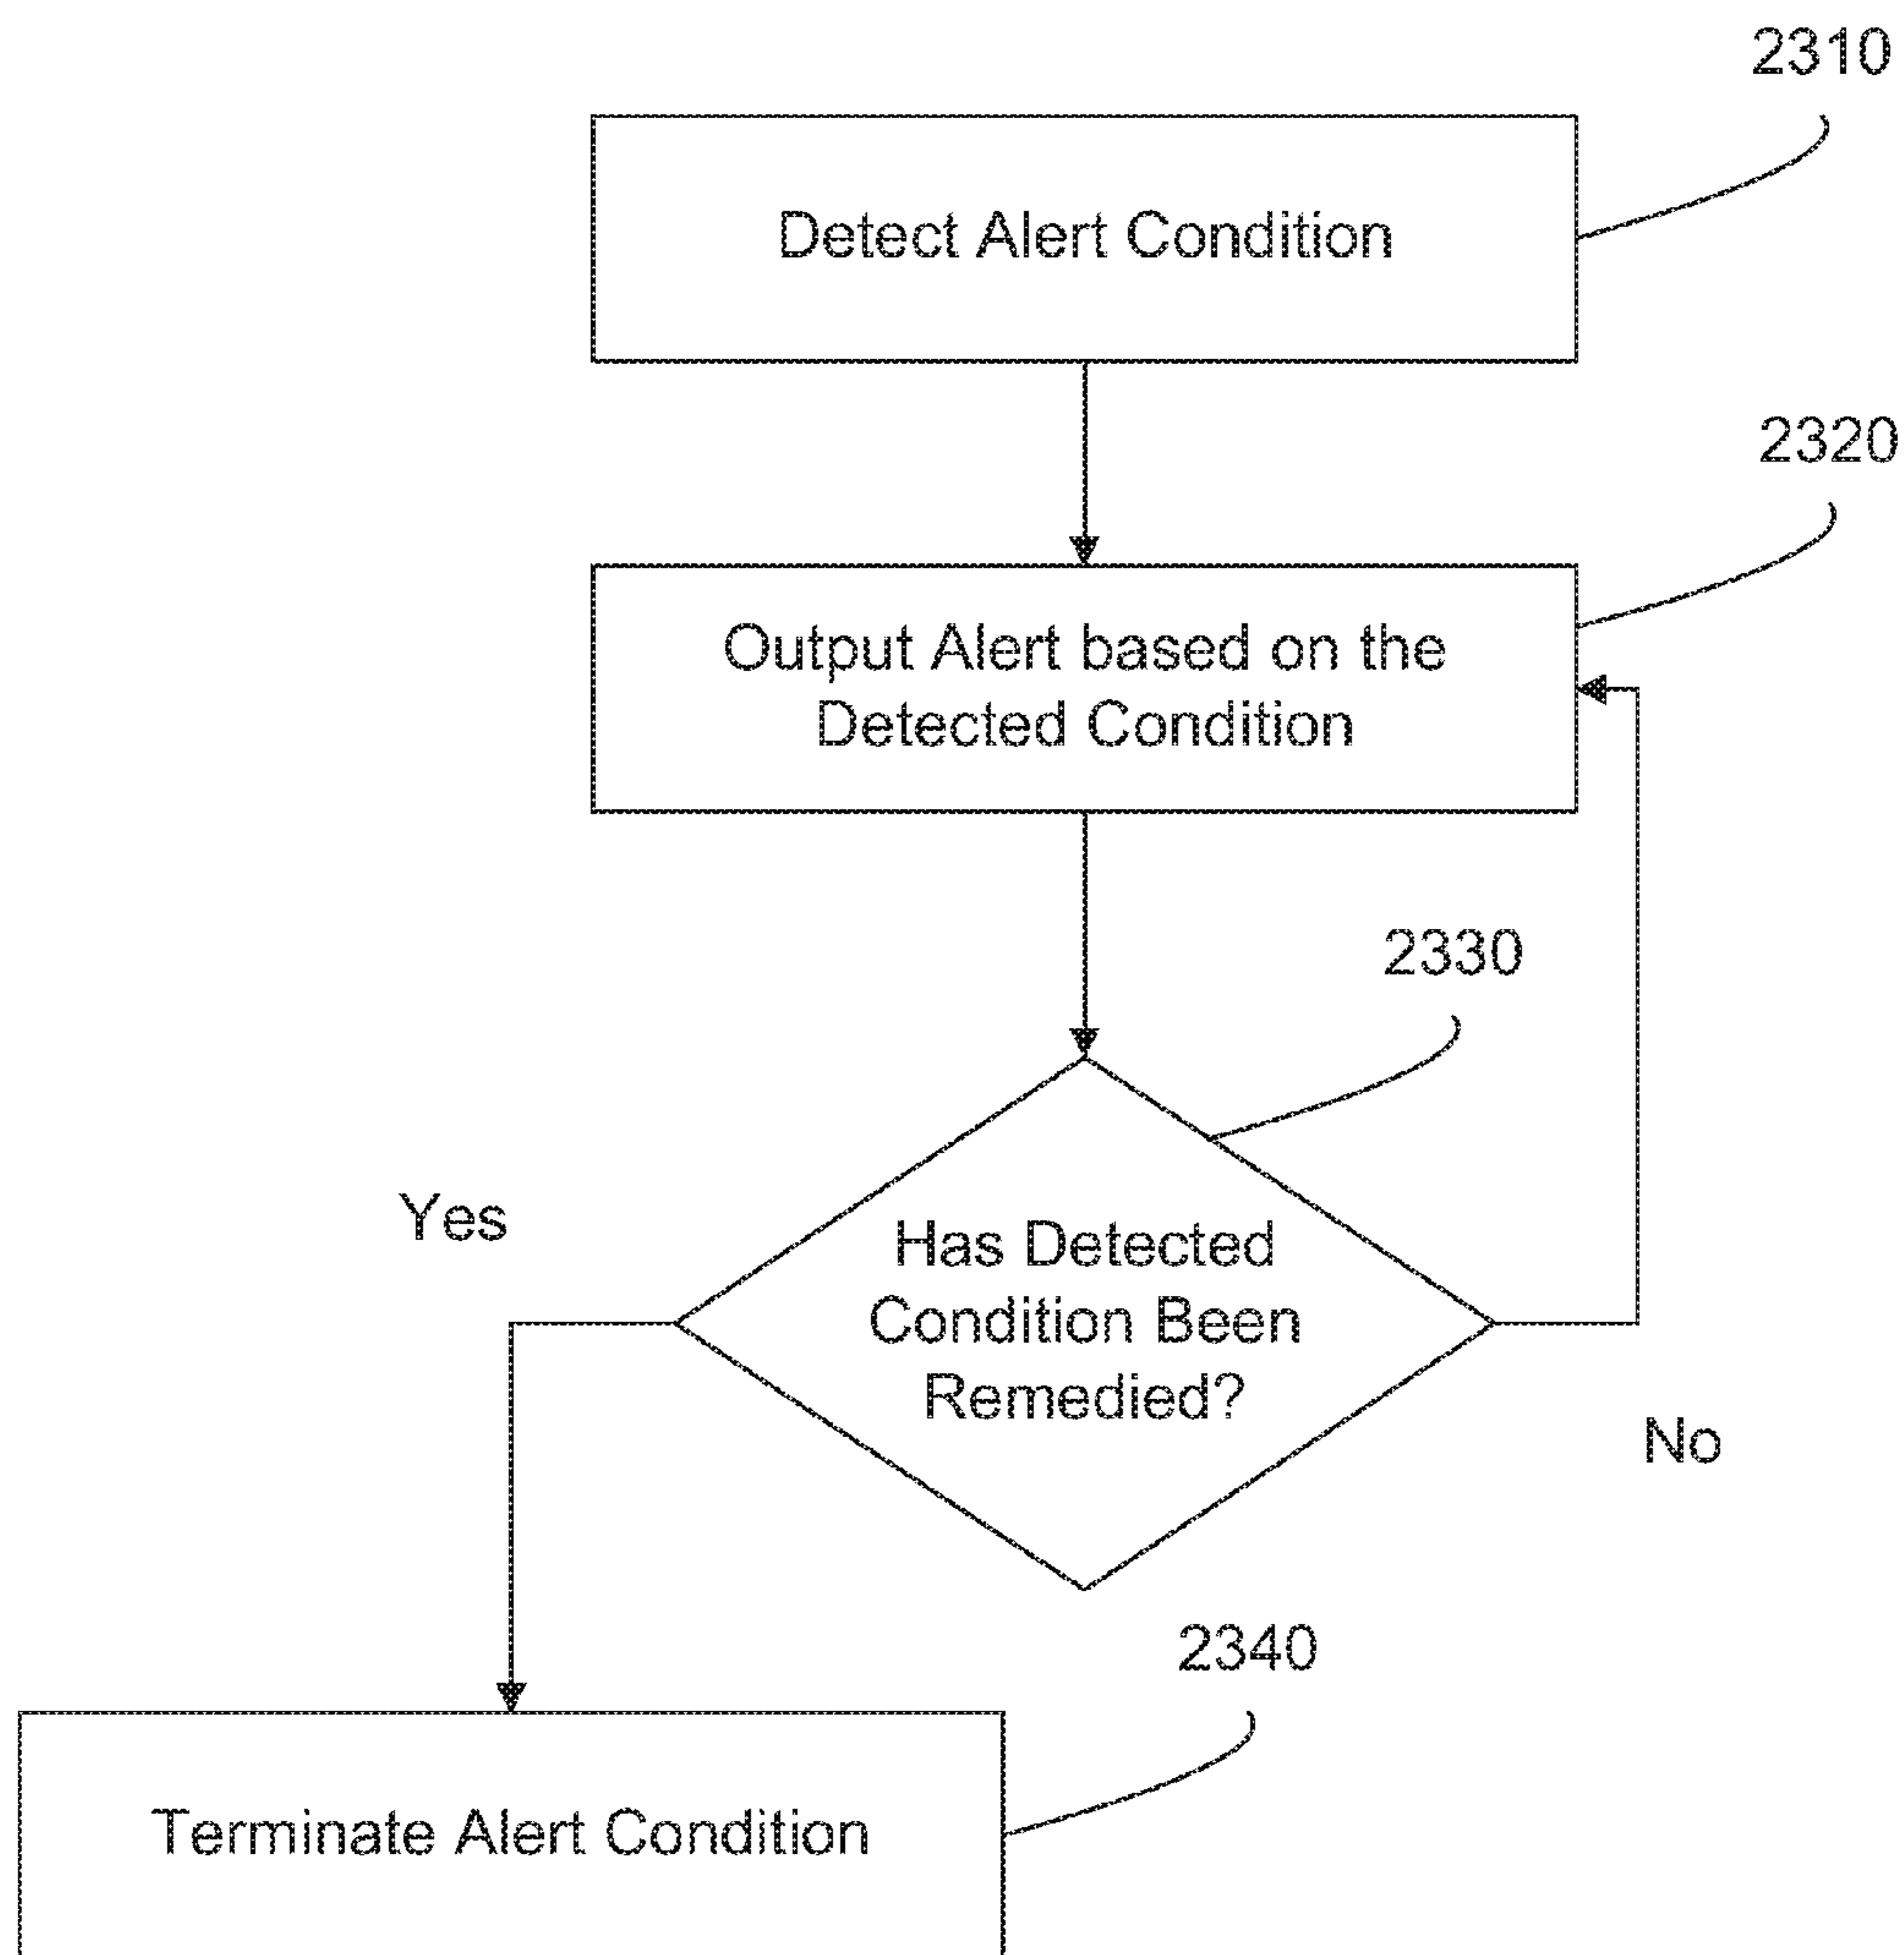 2310
Detect Alert Condition
2320
Output Alert based on the
Detected Condition
2330
Yes
Has Detected
Condition Been
Remedied?
No
2340
Terminate Alert Condition